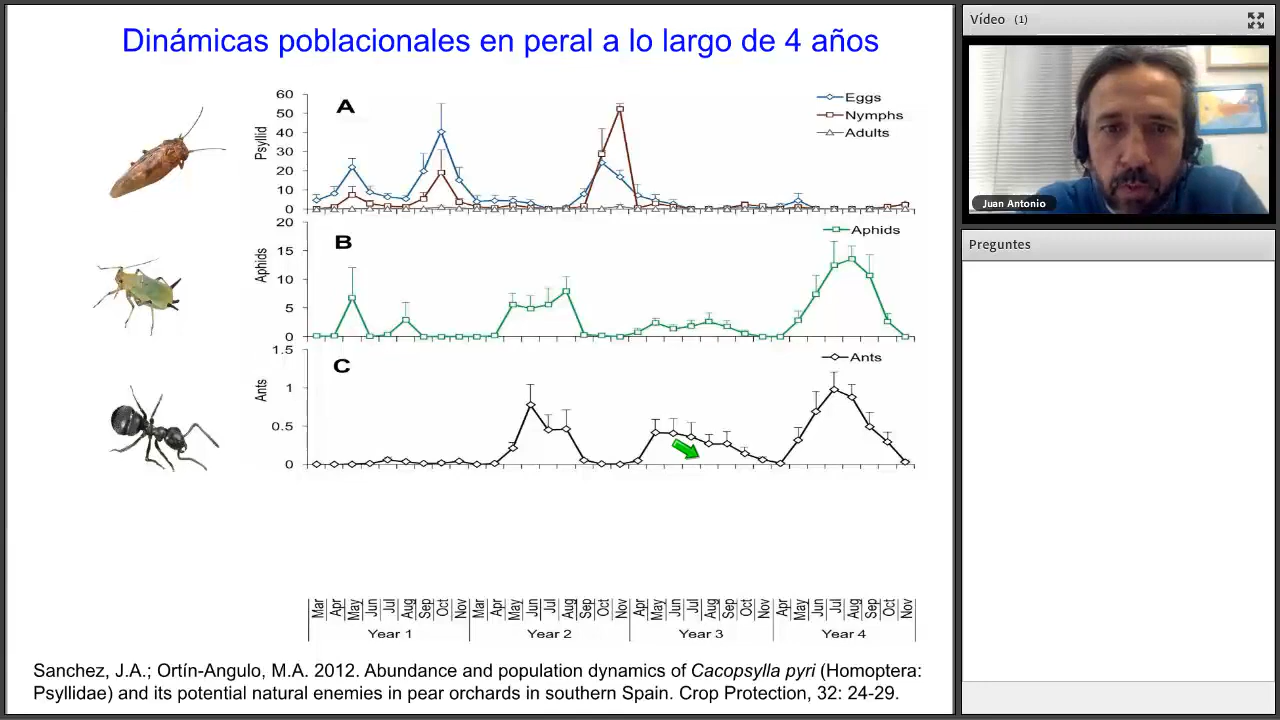 Dinámicas poblacionales en peral a lo largo de 4 años
A
Psyllid
60
50
40
30
20
10
0
Eggs
Nymphs
Adults
B
Aphids
20
15
10
5
0
Aphids
C
Ants
1.5
1
0.5
0
Ants
Mar Apr May Jun Jul Aug Sep Oct Nov Mar Apr May Jun Jul Aug Sep Oct Nov Apr May Jun Jul Aug Sep Oct Nov Apr May Jun Jul Aug Sep Oct Nov
Year 1 Year 2 Year 3 Year 4
Sanchez, J.A.; Ortín-Angulo, M.A. 2012. Abundance and population dynamics of Cacopsylla pyri (Homoptera:
Psyllidae) and its potential natural enemies in pear orchards in southern Spain. Crop Protection, 32: 24-29.
Vídeo (1)
Juan Antonio
Preguntes